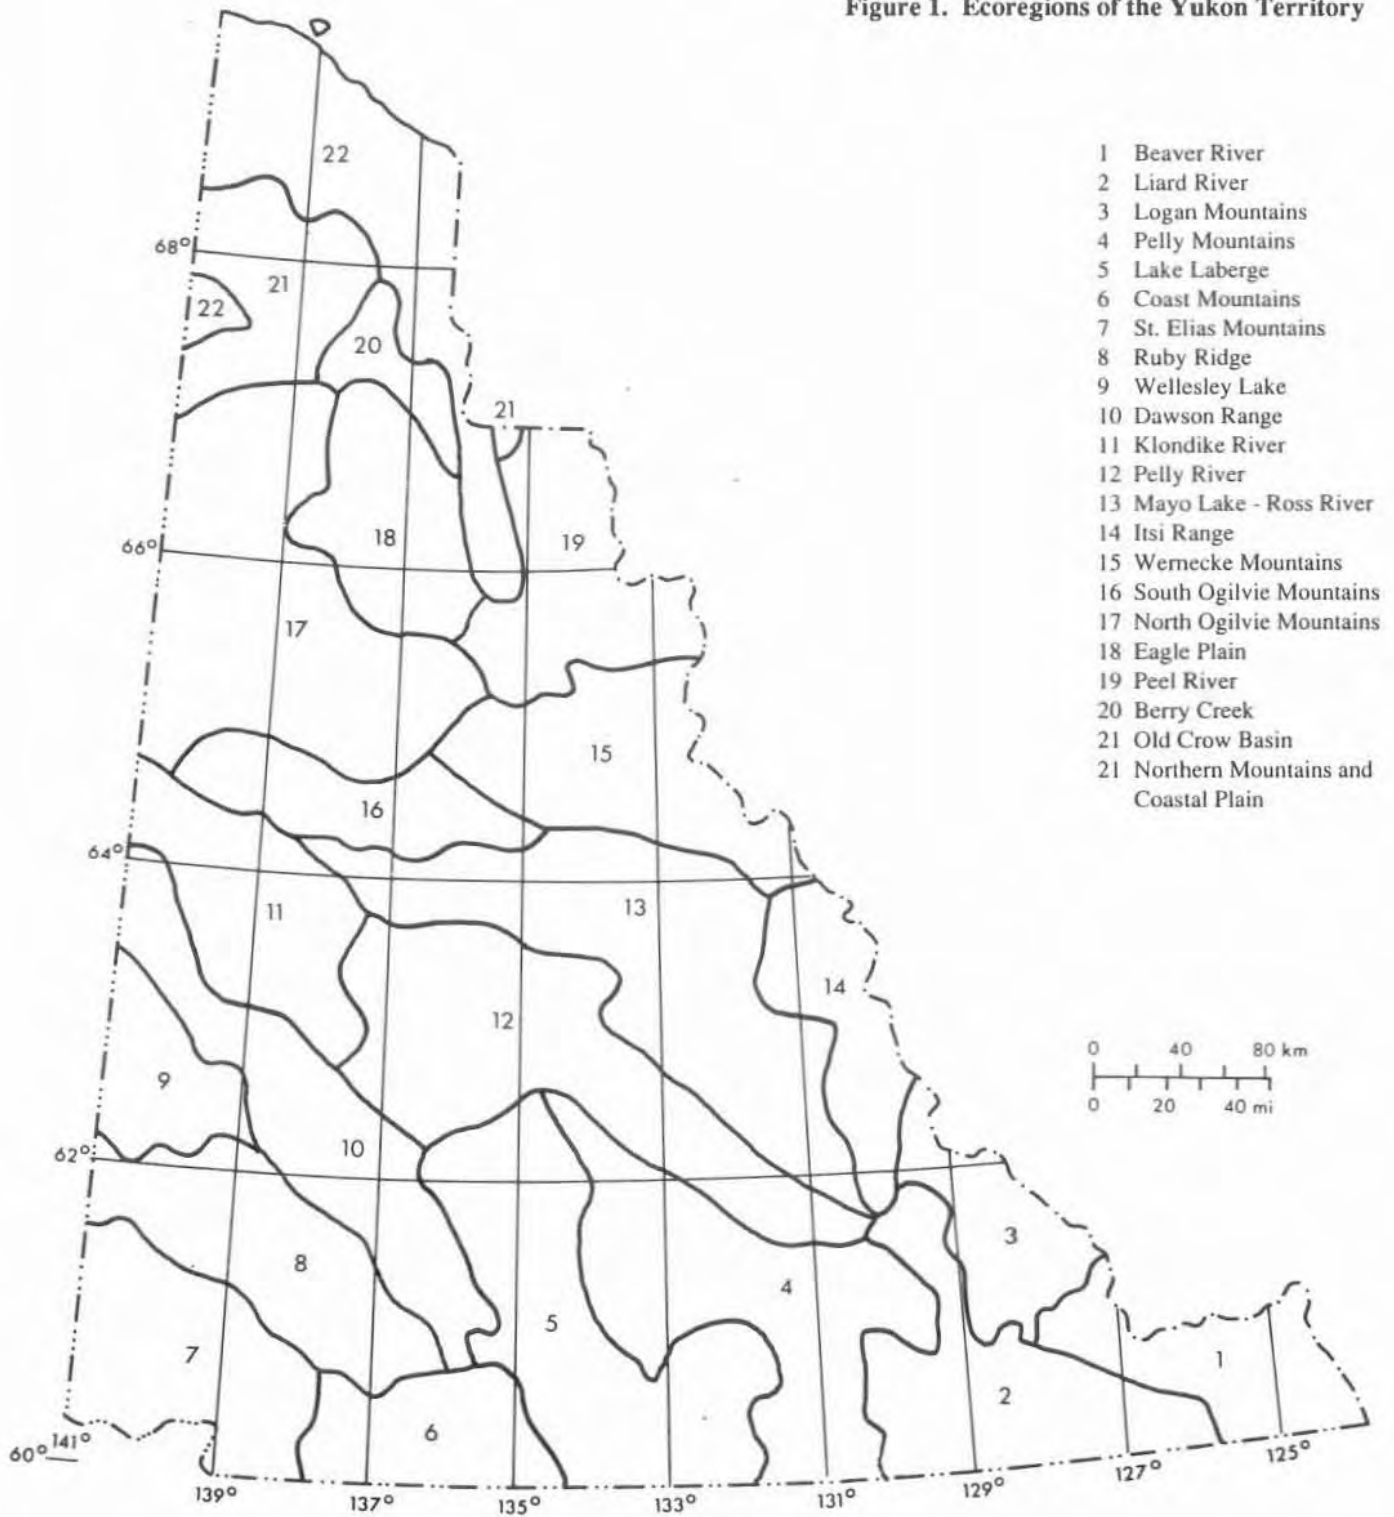 Figure 1. Ecoregions of the Yukon Territory
1 Beaver River
2 Liard River
3 Logan Mountains
4 Pelly Mountains
5 Lake Laberge
6 Coast Mountains
7 St. Elias Mountains
8 Ruby Ridge
9 Wellesley Lake
10 Dawson Range
11 Klondike River
12 Pelly River
13 Mayo Lake - Ross River
14 Itsi Range
15 Wernecke Mountains
16 South Ogilvie Mountains
17 North Ogilvie Mountains
18 Eagle Plain
19 Peel River
20 Berry Creek
21 Old Crow Basin
21 Northern Mountains and
Coastal Plain
22
68°
21
22
20
21
66°
18
19
17
15
16
64°
11
13
14
12
9
62°
10
3
8
4
5
7
1
2
6
0 40 80 km
0 20 40 mi
60° 141°
139° 137° 135° 133° 131° 129° 127° 125°